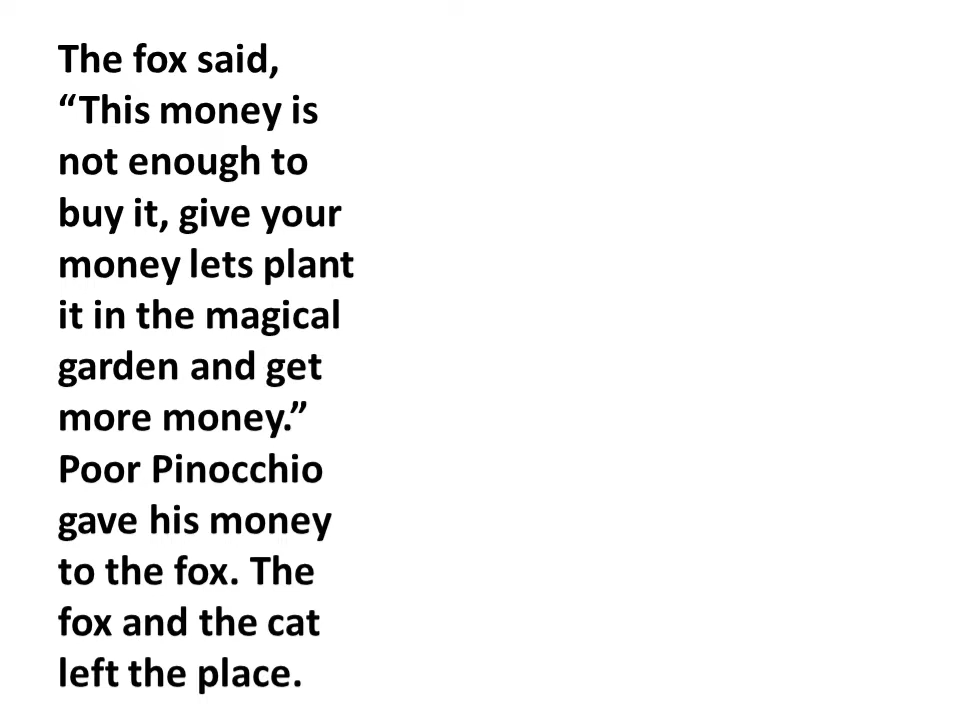 The fox said,
“This money is
not enough to
buy it, give your
money lets plant
it in the magical
garden and get
more money.”
Poor Pinocchio
gave his money
to the fox. The
fox and the cat
left the place.